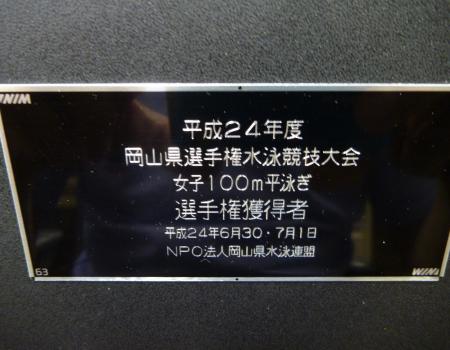 平成24年度
岡山県選手権水泳競技大会
女子100m平泳ぎ
選手権獲得者
平成24年6月30・7月1日
NPO法人岡山県水泳連盟
63